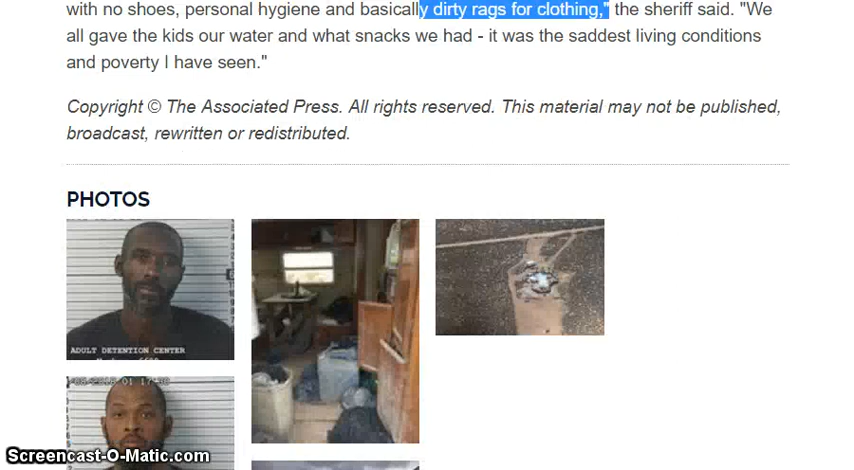 with no shoes, personal hygiene and basically dirty rags for clothing," the sheriff said. "We
all gave the kids our water and what snacks we had - it was the saddest living conditions
and poverty I have seen."
Copyright © The Associated Press. All rights reserved. This material may not be published,
broadcast, rewritten or redistributed.
PHOTOS
ADULT DETENTION CENTER
Screencast-O-Matic.com